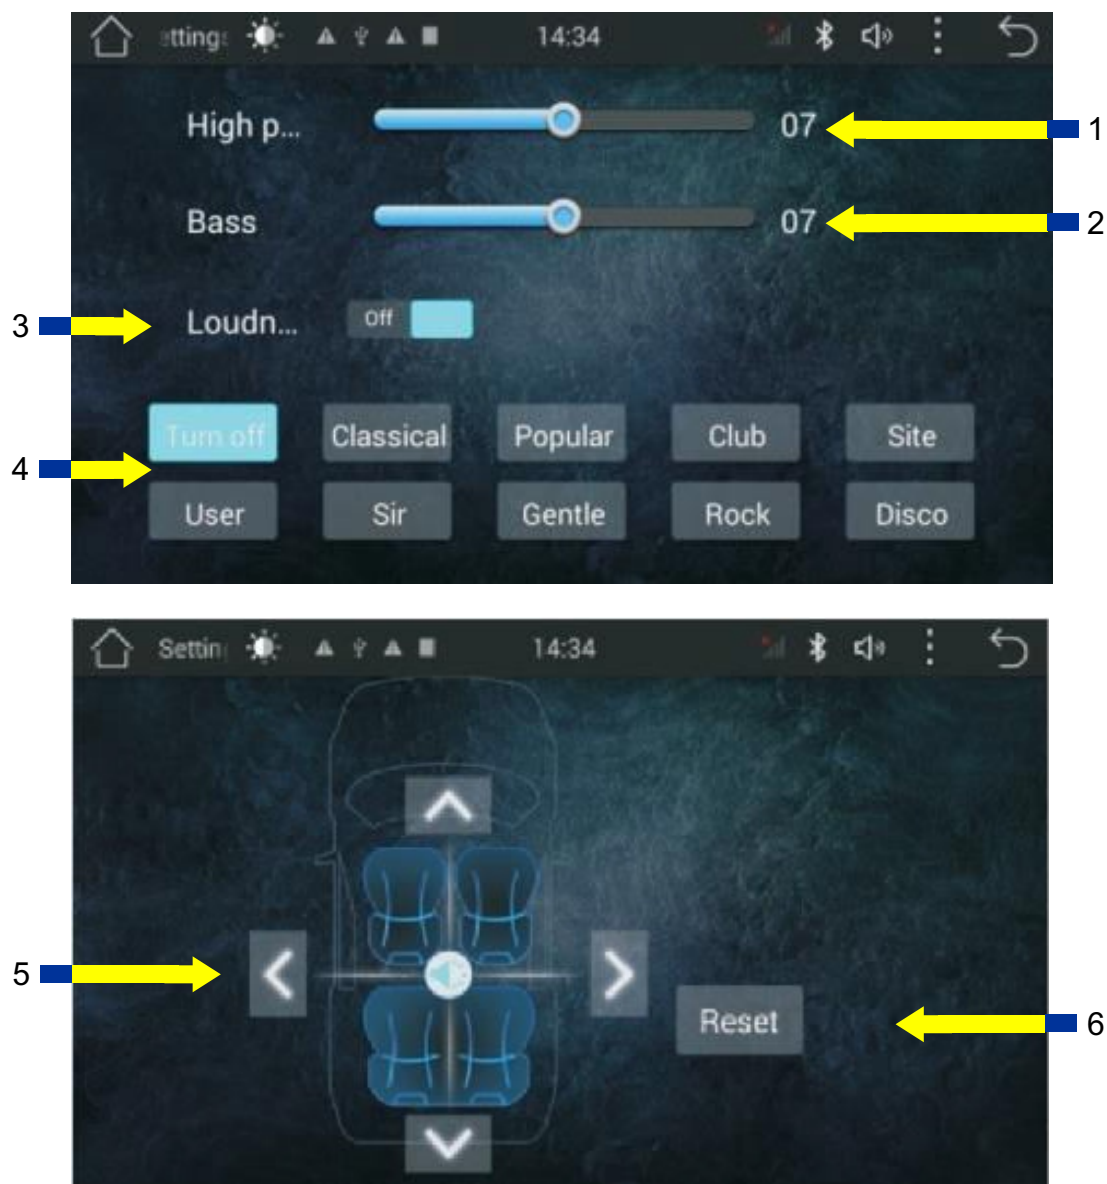 ttings 14:34
High p... 07 1
Bass 07 2
3 Loudn... Off
Turn off Classical Popular Club Site
4
User Sir Gentle Rock Disco
Settin 14:34
5
Reset 6